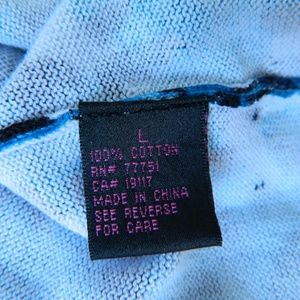 L
100% COTTON
RN# 77751
CA# 19117
MADE IN CHINA
SEE REVERSE
FOR CARE